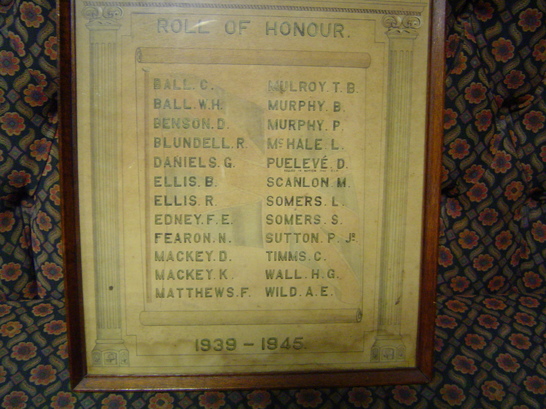 ROLL OF HONOUR.
BALL. C.
BALL. W.H.
BENSON. D.
BLUNDELL. R.
DANIELS. G.
ELLIS. B.
ELLIS. R.
EDNEY. F. E.
FEARON. N.
MACKEY. D.
MACKEY. K.
MATTHEWS. F.
MULROY. T. B.
MURPHY. B.
MURPHY. P.
McHALE. L.
PUELEVÉ. D.
SCANLON. M.
SOMERS. L.
SOMERS. S.
SUTTON. P. Jr
TIMMS. C.
WALL. H. G.
WILD. A. E.
1939 – 1945.